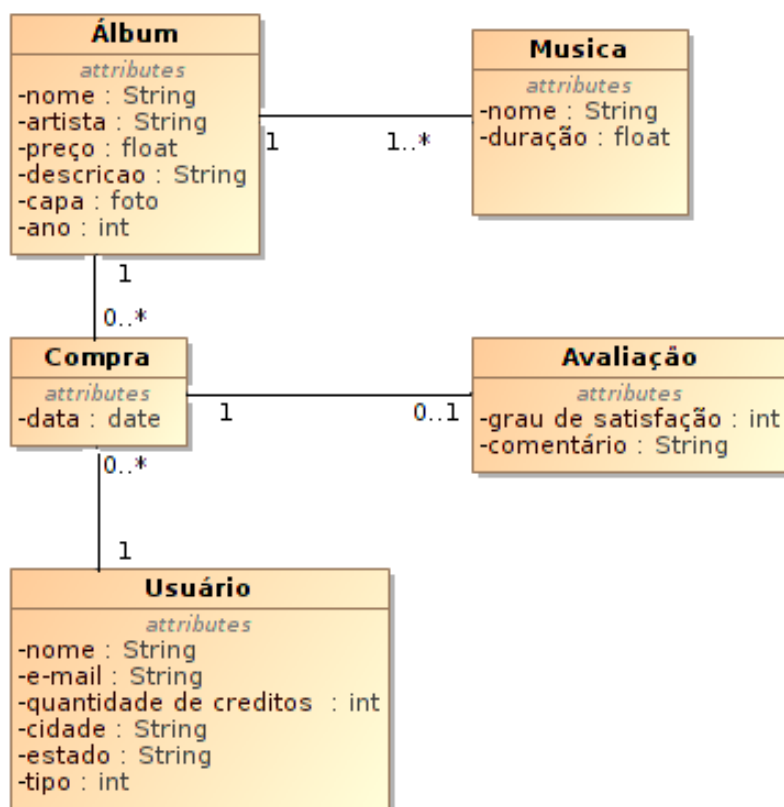 Álbum
attributes
-nome : String
-artista : String
-preço : float
-descricao : String
-capa : foto
-ano : int
1
1..*
Musica
attributes
-nome : String
-duração : float
1
0..*
Compra
attributes
-data : date
1
0..1
Avaliação
attributes
-grau de satisfação : int
-comentário : String
0..*
1
Usuário
attributes
-nome : String
-e-mail : String
-quantidade de creditos : int
-cidade : String
-estado : String
-tipo : int